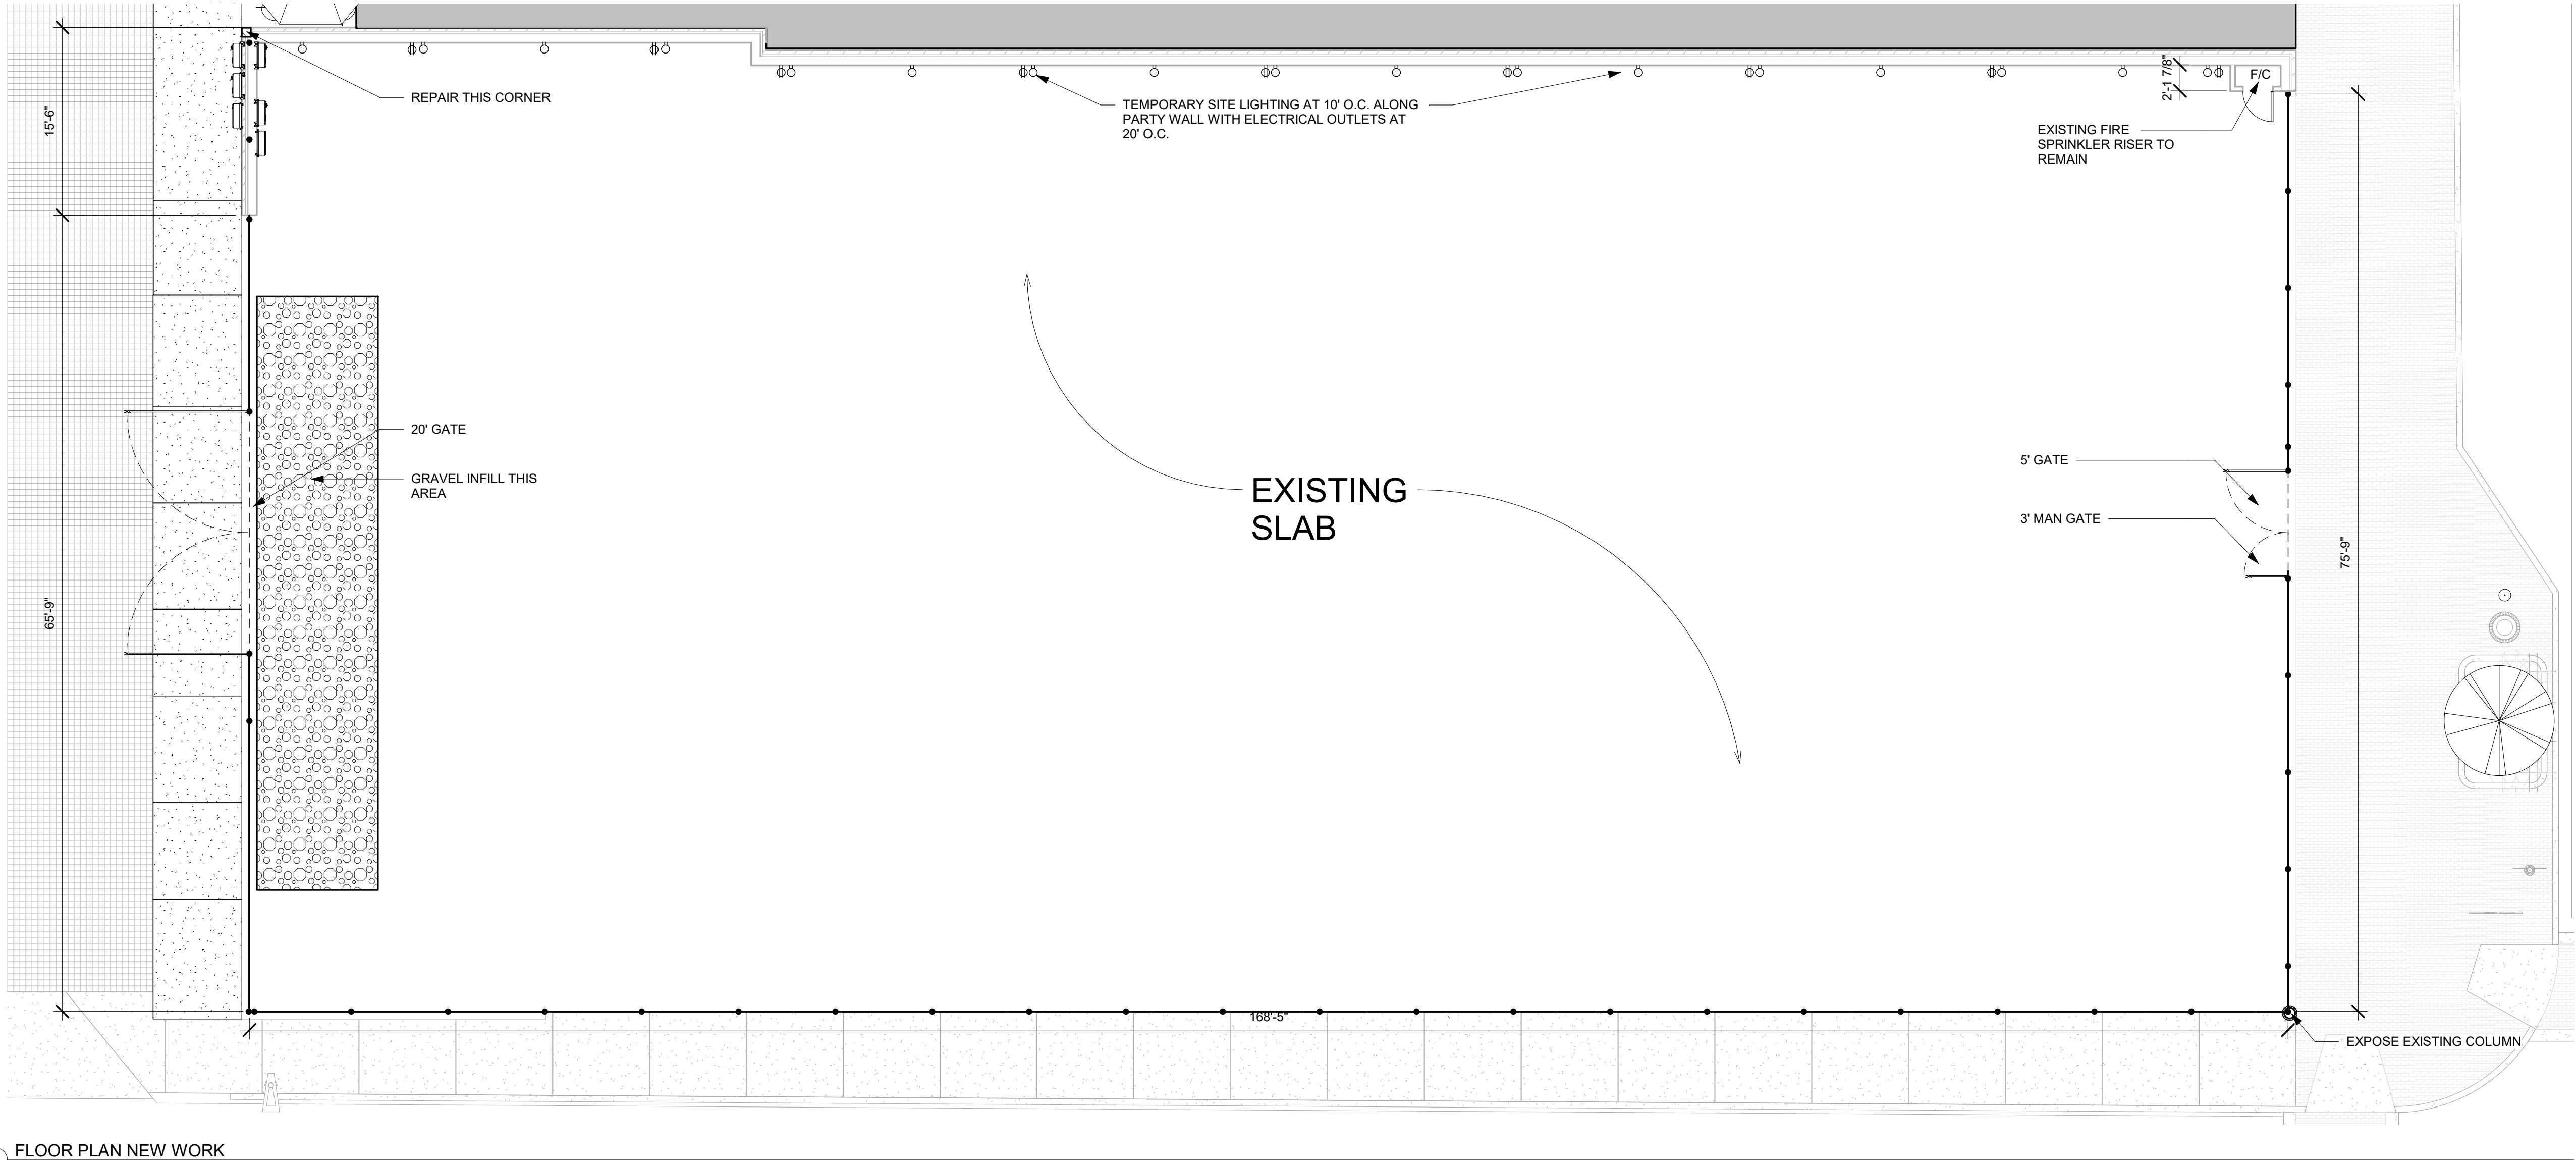 F/C
2'-1 7/8"
REPAIR THIS CORNER
TEMPORARY SITE LIGHTING AT 10' O.C. ALONG
PARTY WALL WITH ELECTRICAL OUTLETS AT
20' O.C.
15'-6"
EXISTING FIRE
SPRINKLER RISER TO
REMAIN
20' GATE
GRAVEL INFILL THIS
AREA
EXISTING
SLAB
5' GATE
3' MAN GATE
75'-9"
65'-9"
168'-5"
EXPOSE EXISTING COLUMN
FLOOR PLAN NEW WORK